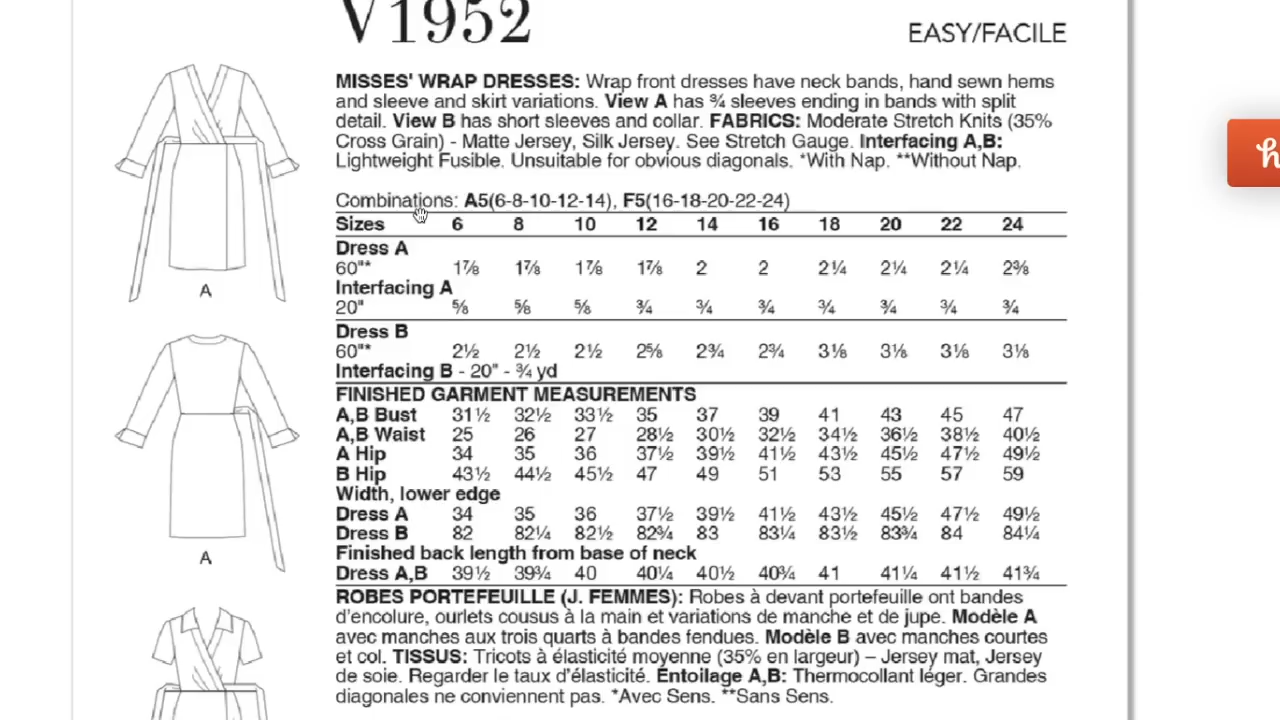 V1952
EASY/FACILE
MISSES' WRAP DRESSES: Wrap front dresses have neck bands, hand sewn hems
and sleeve and skirt variations. View A has ¾ sleeves ending in bands with split
detail. View B has short sleeves and collar. FABRICS: Moderate Stretch Knits (35%
Cross Grain) - Matte Jersey, Silk Jersey. See Stretch Gauge. Interfacing A,B:
Lightweight Fusible. Unsuitable for obvious diagonals. *With Nap. **Without Nap.
Combinations: A5(6-8-10-12-14), F5(16-18-20-22-24)
Sizes 6 8 10 12 14 16 18 20 22 24
Dress A
60"* 1⅞ 1⅞ 1⅞ 1⅞ 2 2 2¼ 2¼ 2¼ 2⅜
Interfacing A
20" ⅝ ⅝ ⅝ ¾ ¾ ¾ ¾ ¾ ¾ ¾
Dress B
60"* 2½ 2½ 2½ 2⅝ 2¾ 2¾ 3⅛ 3⅛ 3⅛ 3⅛
Interfacing B - 20" - ¾ yd
FINISHED GARMENT MEASUREMENTS
A,B Bust 31½ 32½ 33½ 35 37 39 41 43 45 47
A,B Waist 25 26 27 28½ 30½ 32½ 34½ 36½ 38½ 40½
A Hip 34 35 36 37½ 39½ 41½ 43½ 45½ 47½ 49½
B Hip 43½ 44½ 45½ 47 49 51 53 55 57 59
Width, lower edge
Dress A 34 35 36 37½ 39½ 41½ 43½ 45½ 47½ 49½
Dress B 82 82¼ 82½ 82¾ 83 83¼ 83½ 83¾ 84 84¼
Finished back length from base of neck
Dress A,B 39½ 39¾ 40 40¼ 40½ 40¾ 41 41¼ 41½ 41¾
ROBES PORTEFEUILLE (J. FEMMES): Robes à devant portefeuille ont bandes
d'encolure, ourlets cousus à la main et variations de manche et de jupe. Modèle A
avec manches aux trois quarts à bandes fendues. Modèle B avec manches courtes
et col. TISSUS: Tricots à élasticité moyenne (35% en largeur) – Jersey mat, Jersey
de soie. Regarder le taux d'élasticité. Entoilage A,B: Thermocollant léger. Grandes
diagonales ne conviennent pas. *Avec Sens. **Sans Sens.
A
A
h